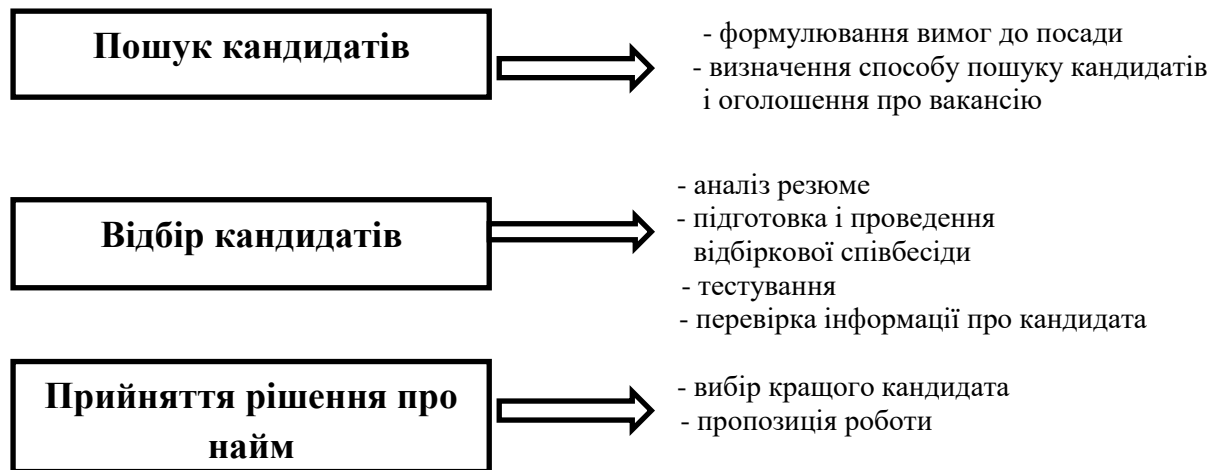 Пошук кандидатів
- формулювання вимог до посади
- визначення способу пошуку кандидатів
і оголошення про вакансію
Відбір кандидатів
- аналіз резюме
- підготовка і проведення
відбіркової співбесіди
- тестування
- перевірка інформації про кандидата
Прийняття рішення про
найм
- вибір кращого кандидата
- пропозиція роботи